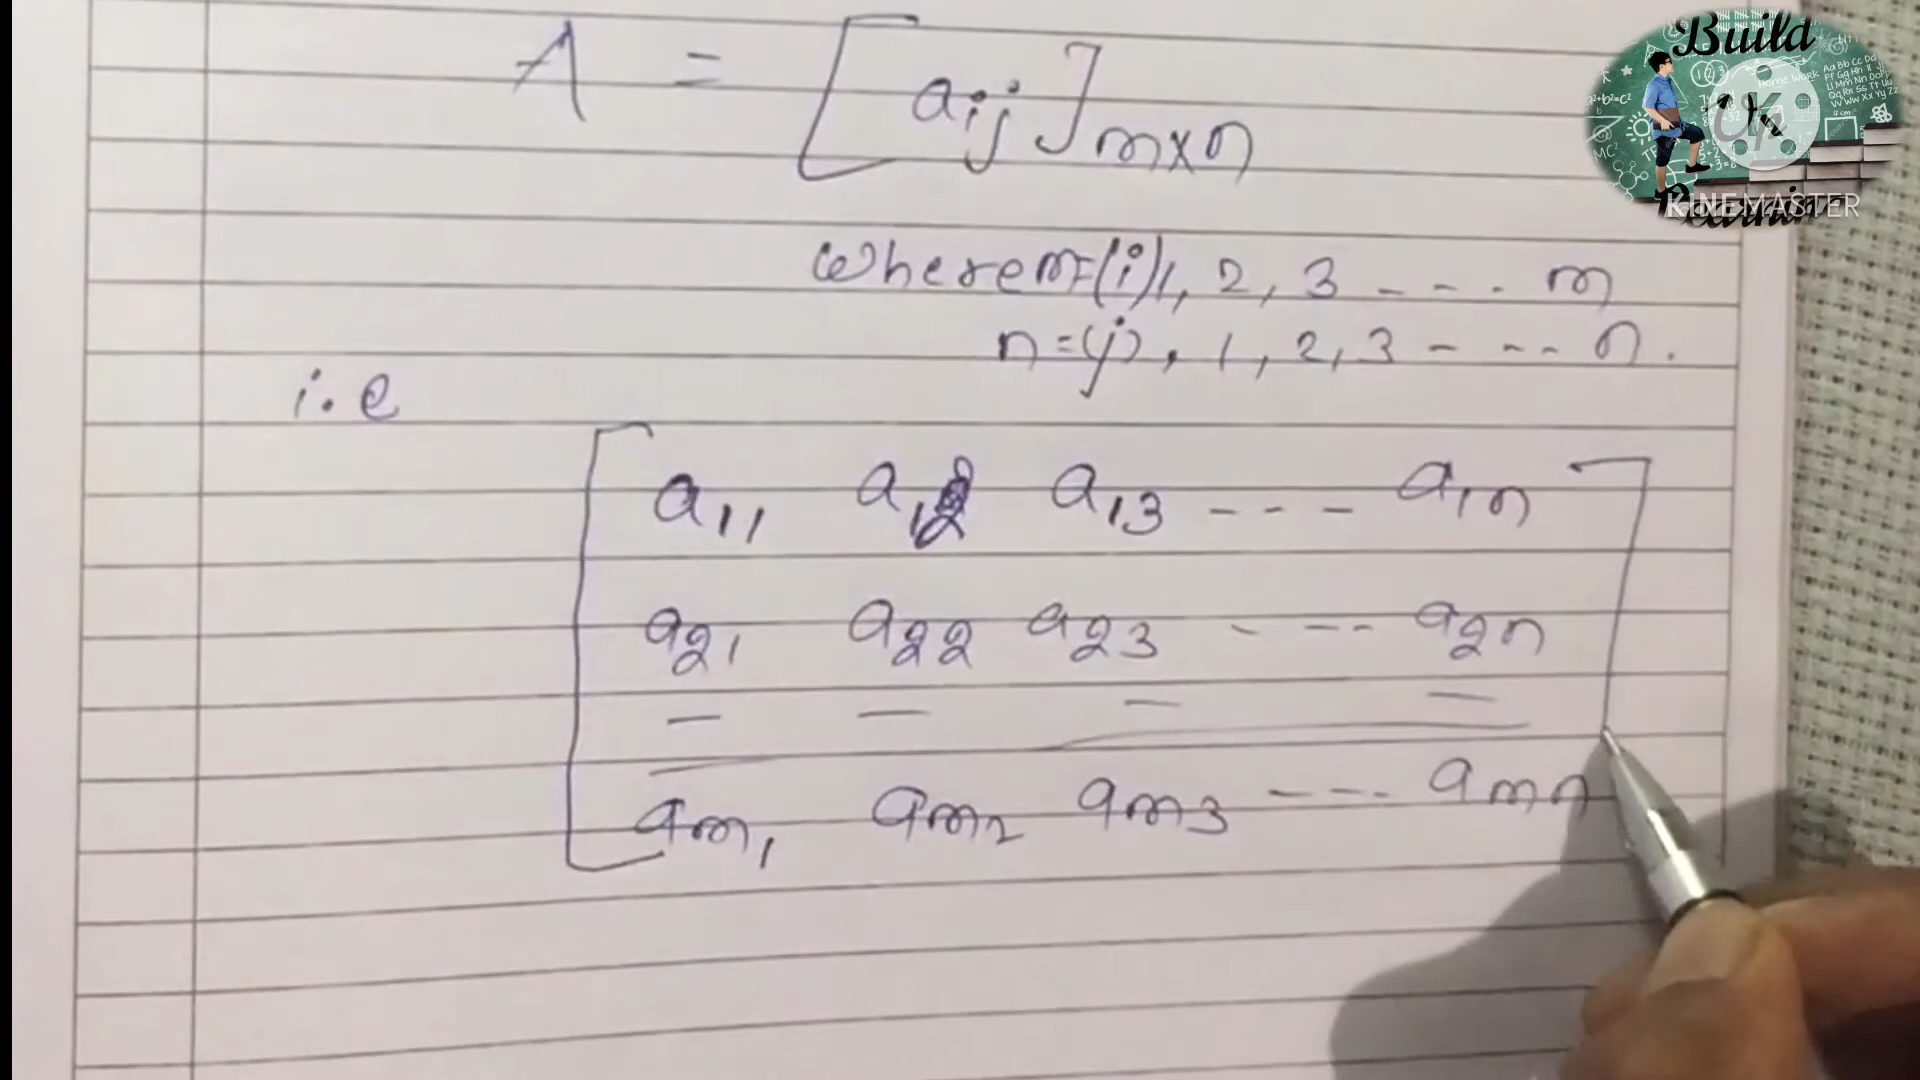 A = [aij]m×n
Build
Learning
KINEMASTER
where m=(i)1, 2, 3 - - - m
n=(j), 1, 2, 3 - - - n.
i.e
a11 a12 a13 - - - a1n
a21 a22 a23 - - - a2n
— — — —
am1 am2 am3 - - - amn